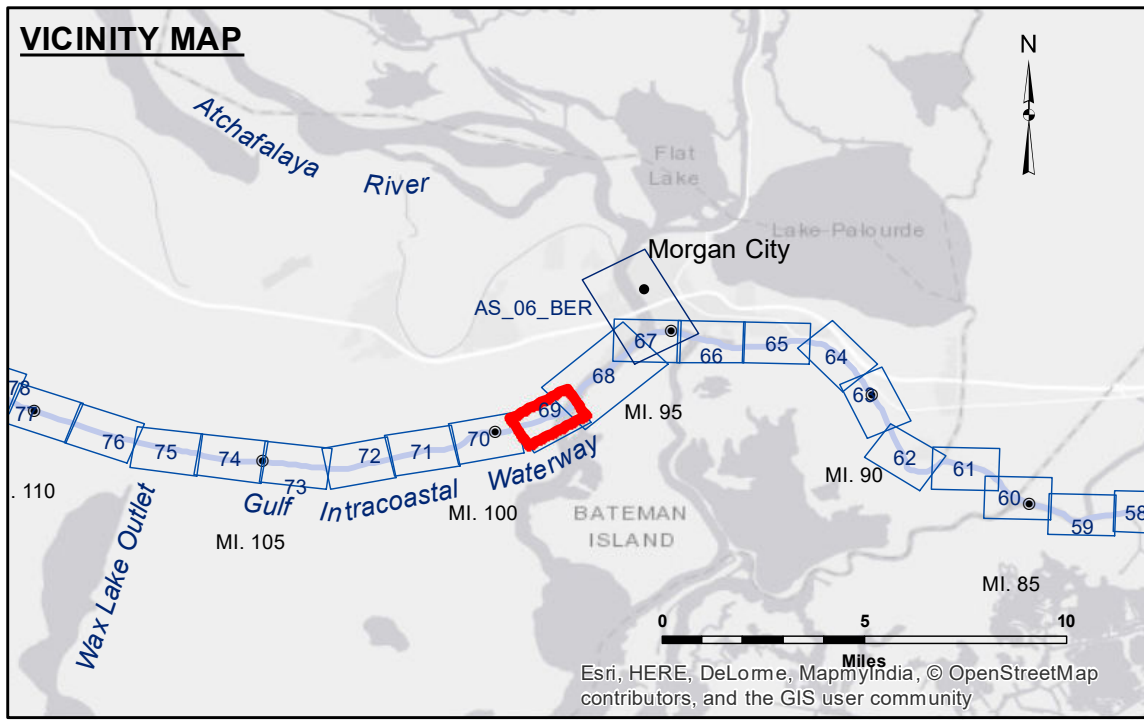 VICINITY MAP
N
Atchafalaya
River
Flat
Lake
Lake Palourde
Morgan City
AS_06_BER
67
66
65
64
63
68
69
MI. 95
70
71
72
73
74
75
76
77
78
62
61
60
59
58
MI. 90
. 110
Wax Lake Outlet
Gulf
Intracoastal
Waterway
MI. 105
MI. 100
BATEMAN
ISLAND
MI. 85
0
5
10
Miles
Esri, HERE, DeLorme, MapmyIndia, © OpenStreetMap
contributors, and the GIS user community